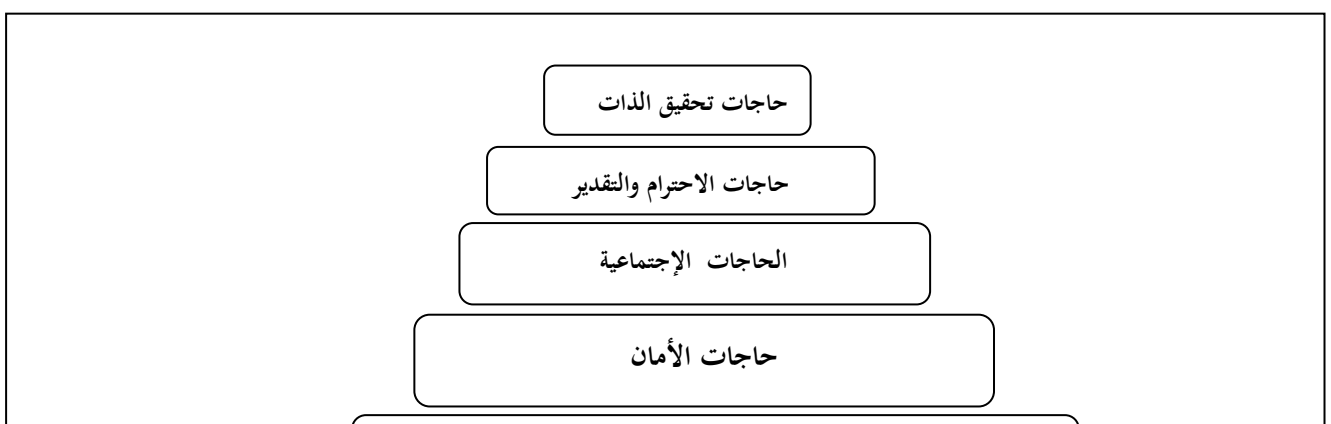 حاجات تحقيق الذات
حاجات الاحترام والتقدير
الحاجات الإجتماعية
حاجات الأمان